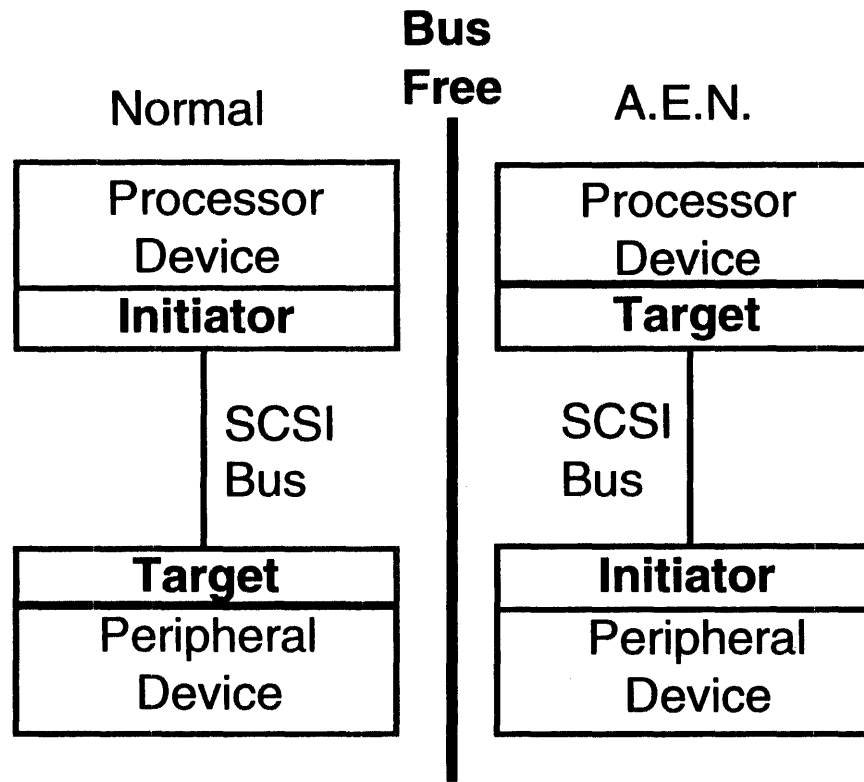 Bus
Free
Normal
Processor
Device
Initiator
SCSI
Bus
Target
Peripheral
Device
A.E.N.
Processor
Device
Target
SCSI
Bus
Initiator
Peripheral
Device